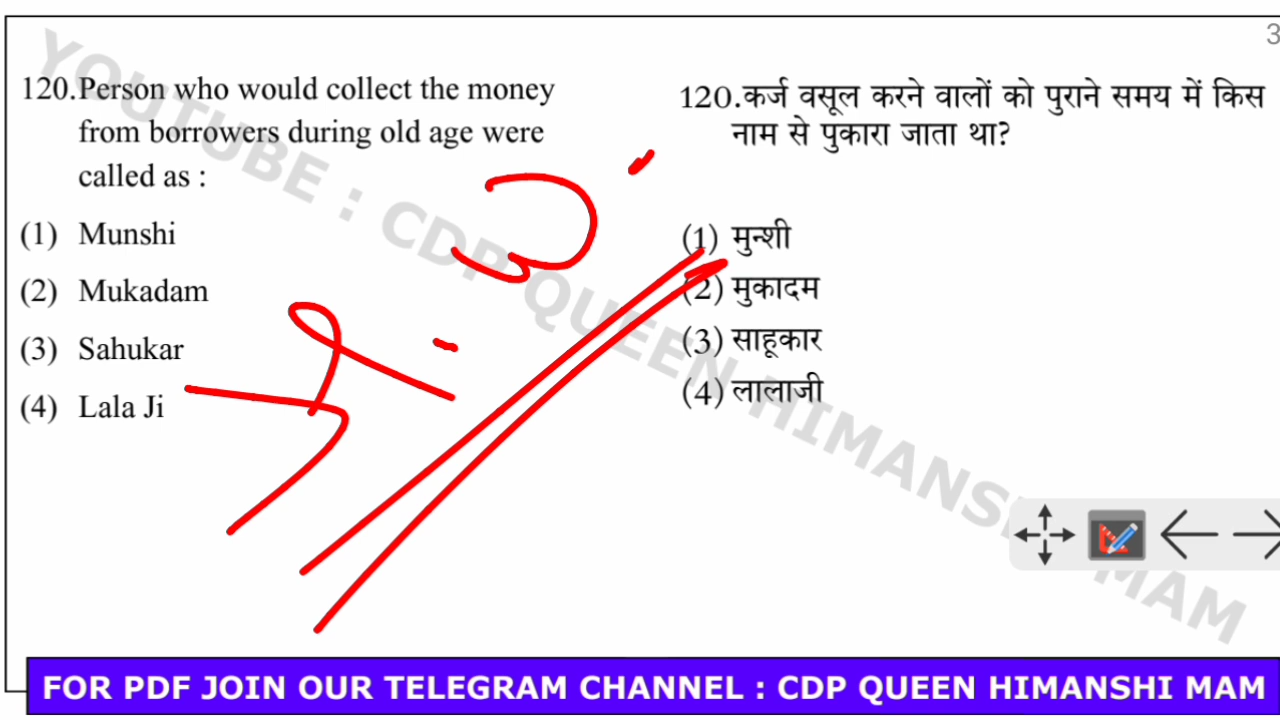 3
120.Person who would collect the money
from borrowers during old age were
called as :
(1) Munshi
(2) Mukadam
(3) Sahukar
(4) Lala Ji
120.कर्ज वसूल करने वालों को पुराने समय में किस
नाम से पुकारा जाता था?
(1) मुन्शी
(2) मुकादम
(3) साहूकार
(4) लालाजी
YOUTUBE : CDP QUEEN HIMANSHI MAM
FOR PDF JOIN OUR TELEGRAM CHANNEL : CDP QUEEN HIMANSHI MAM